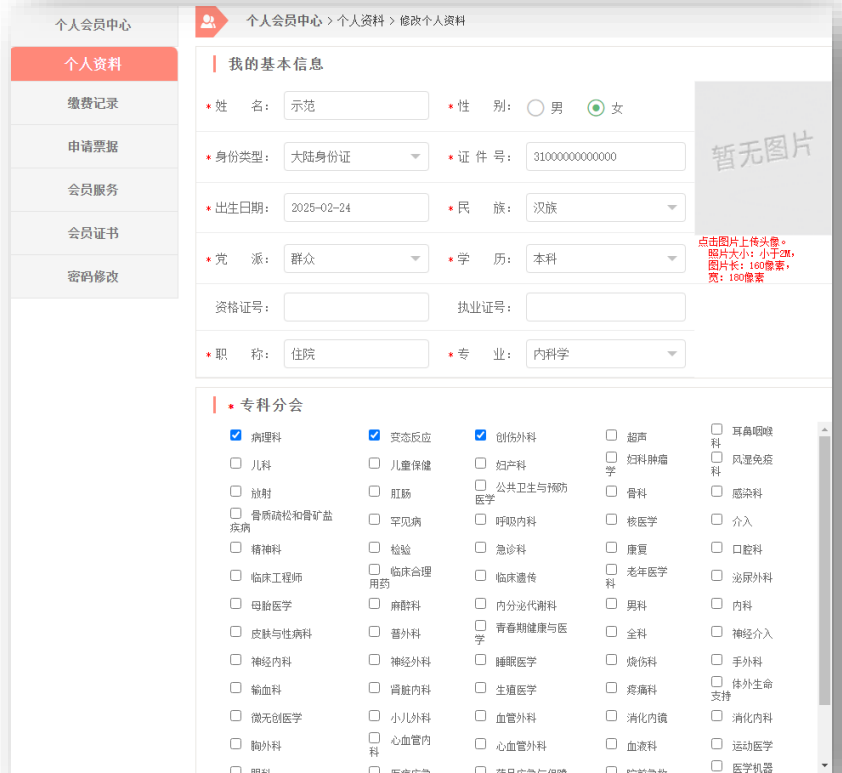 个人会员中心
个人资料
缴费记录
申请票据
会员服务
会员证书
密码修改
个人会员中心 > 个人资料 > 修改个人资料
我的基本信息
*姓 名: 示范 *性 别: 男 女
*身份类型: 大陆身份证 *证 件 号: 31000000000000
*出生日期: 2025-02-24 *民 族: 汉族
*党 派: 群众 *学 历: 本科
资格证号: 执业证号:
*职 称: 住院 *专 业: 内科学
暂无图片
点击图片上传头像。
照片大小: 小于2M,
图片长: 160像素,
宽: 180像素
* 专科分会
病理科 变态反应 创伤外科 超声 耳鼻咽喉科
儿科 儿童保健 妇产科 妇科肿瘤学 风湿免疫科
放射 肛肠 公共卫生与预防医学 骨科 感染科
骨质疏松和骨矿盐疾病 罕见病 呼吸内科 核医学 介入
精神科 检验 急诊科 康复 口腔科
临床工程师 临床合理用药 临床遗传 老年医学科 泌尿外科
母胎医学 麻醉科 内分泌代谢科 男科 内科
皮肤与性病科 普外科 青春期健康与医学 全科 神经介入
神经内科 神经外科 睡眠医学 烧伤科 手外科
输血科 肾脏内科 生殖医学 疼痛科 体外生命支持
微无创医学 小儿外科 血管外科 消化内镜 消化内科
胸外科 心血管内科 心血管外科 血液科 运动医学
眼科 医疗应急 药品应急与保障 院前急救 医学机器